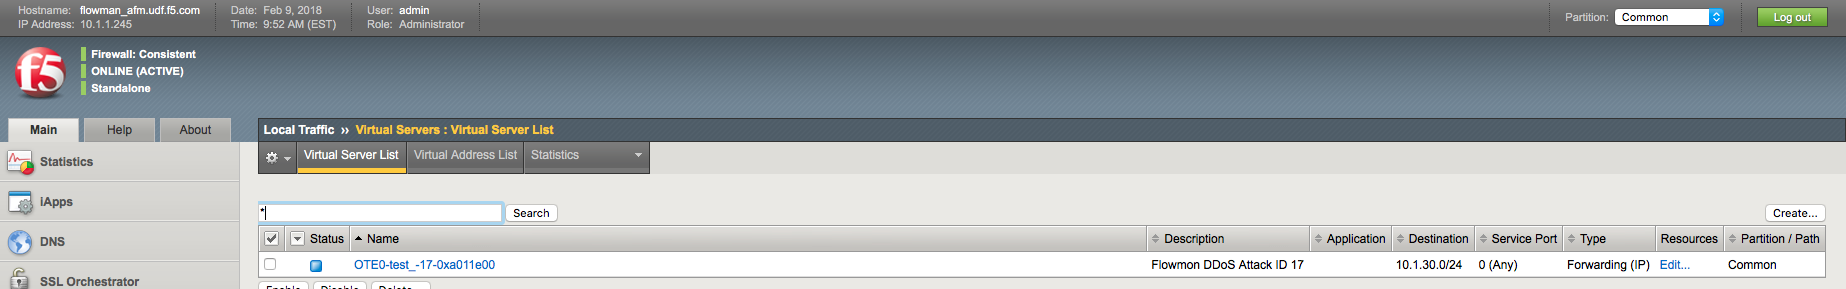 Hostname: flowman_afm.udf.f5.com Date: Feb 9, 2018 User: admin
IP Address: 10.1.1.245 Time: 9:52 AM (EST) Role: Administrator
Partition: Common Log out
f5
Firewall: Consistent
ONLINE (ACTIVE)
Standalone
Main Help About
Local Traffic ›› Virtual Servers : Virtual Server List
Virtual Server List Virtual Address List Statistics
Statistics
iApps
DNS
SSL Orchestrator
* Search Create...
Status Name Description Application Destination Service Port Type Resources Partition / Path
OTE0-test_-17-0xa011e00 Flowmon DDoS Attack ID 17 10.1.30.0/24 0 (Any) Forwarding (IP) Edit... Common
Enable Disable Delete...